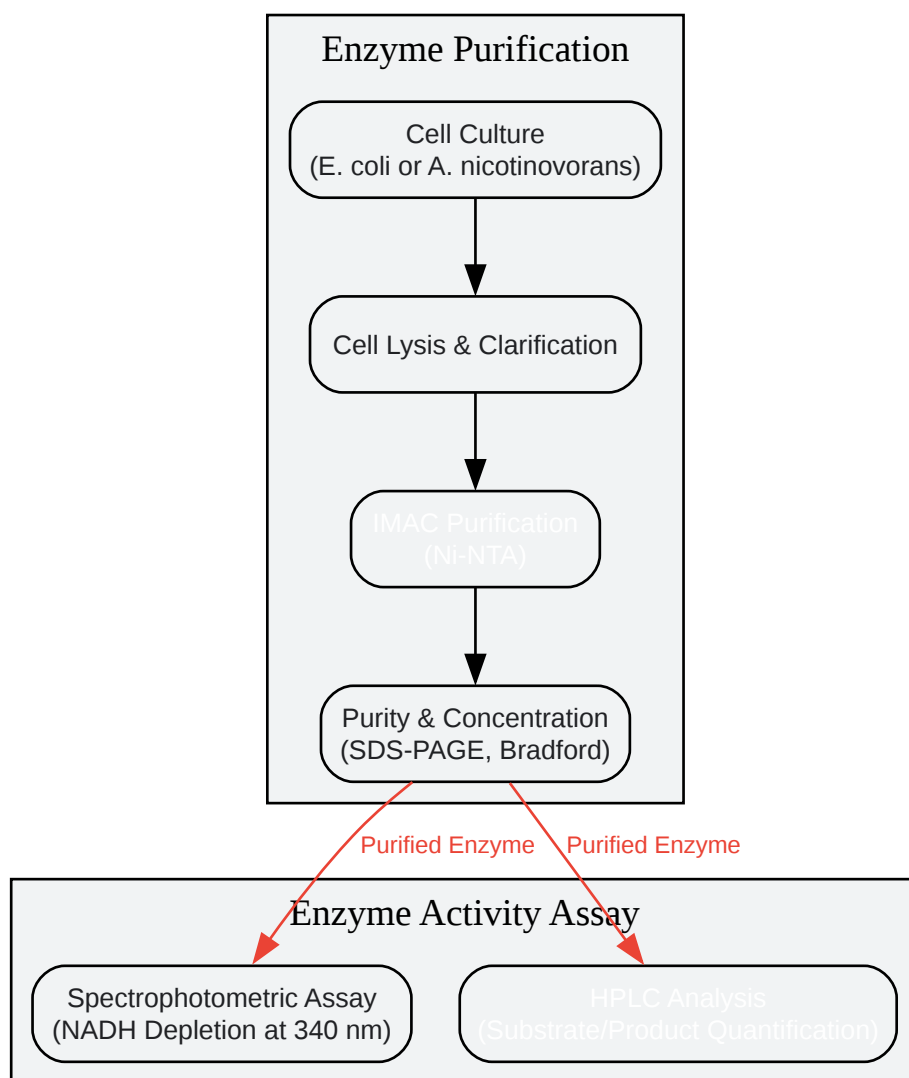 Enzyme Purification
Cell Culture
(E. coli or A. nicotinovorans)
Cell Lysis & Clarification
IMAC Purification
(Ni-NTA)
Purity & Concentration
(SDS-PAGE, Bradford)
Purified Enzyme
Purified Enzyme
Enzyme Activity Assay
Spectrophotometric Assay
(NADH Depletion at 340 nm)
HPLC Analysis
(Substrate/Product Quantification)